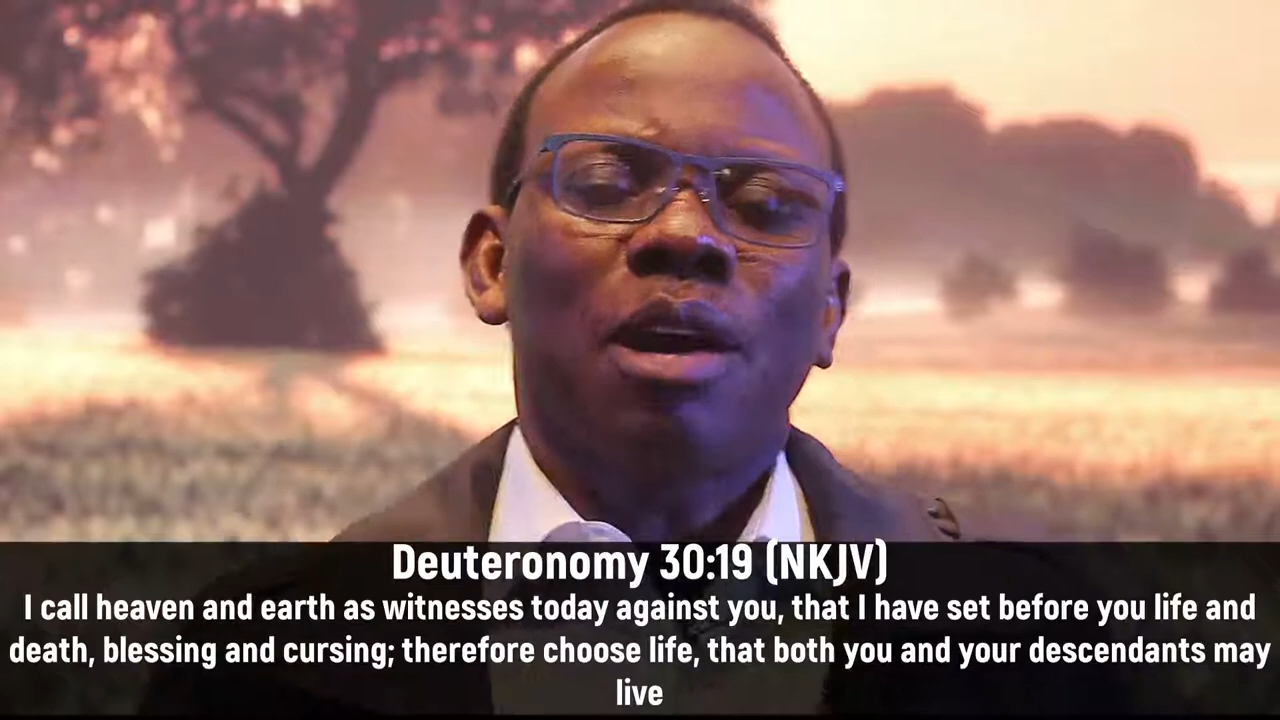 Deuteronomy 30:19 (NKJV)
I call heaven and earth as witnesses today against you, that I have set before you life and
death, blessing and cursing; therefore choose life, that both you and your descendants may
live